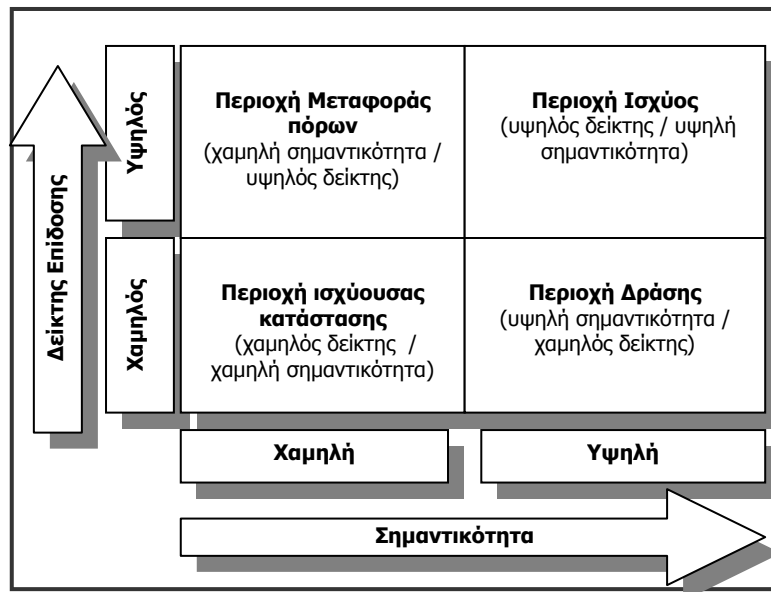 Δείκτης Επίδοσης
Υψηλός
Περιοχή Μεταφοράς
πόρων
(χαμηλή σημαντικότητα /
υψηλός δείκτης)
Περιοχή Ισχύος
(υψηλός δείκτης / υψηλή
σημαντικότητα)
Χαμηλός
Περιοχή ισχύουσας
κατάστασης
(χαμηλός δείκτης /
χαμηλή σημαντικότητα)
Περιοχή Δράσης
(υψηλή σημαντικότητα /
χαμηλός δείκτης)
Χαμηλή
Υψηλή
Σημαντικότητα